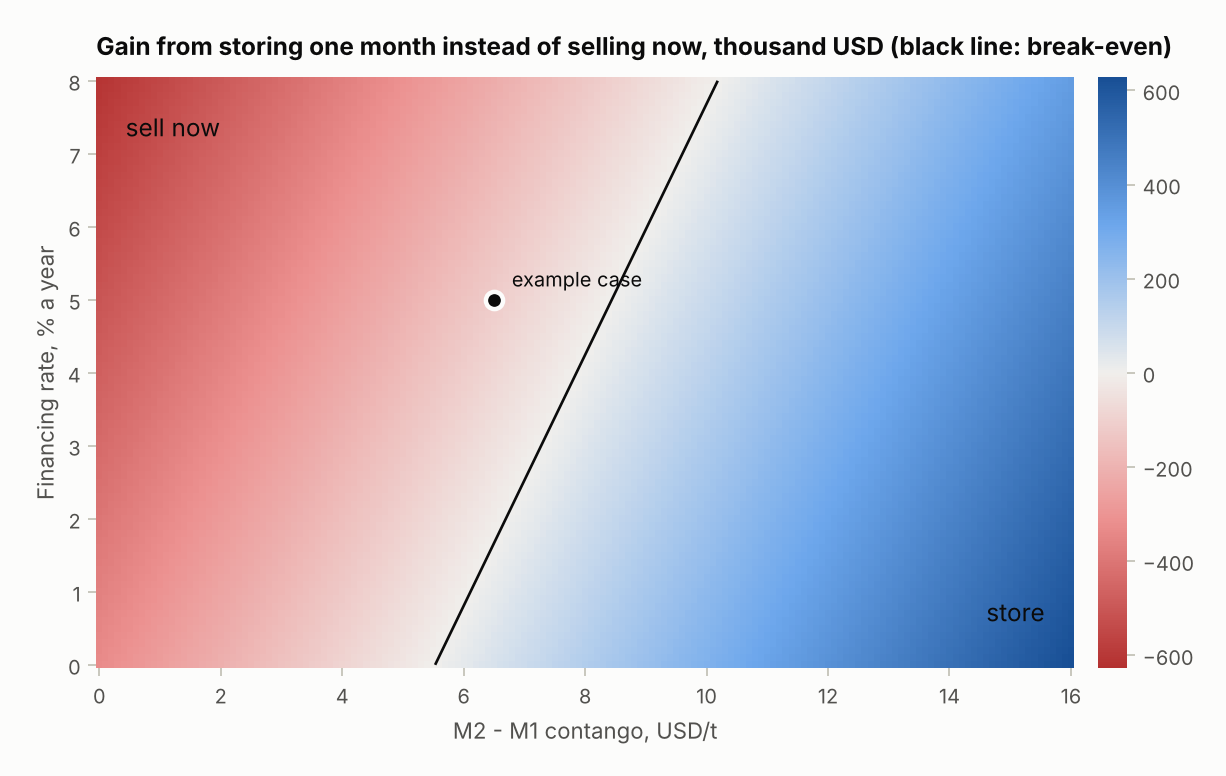 Gain from storing one month instead of selling now, thousand USD (black line: break-even)
8
7
6
5
4
3
2
1
0
Financing rate, % a year
sell now
example case
store
0 2 4 6 8 10 12 14 16
M2 - M1 contango, USD/t
600
400
200
0
−200
−400
−600